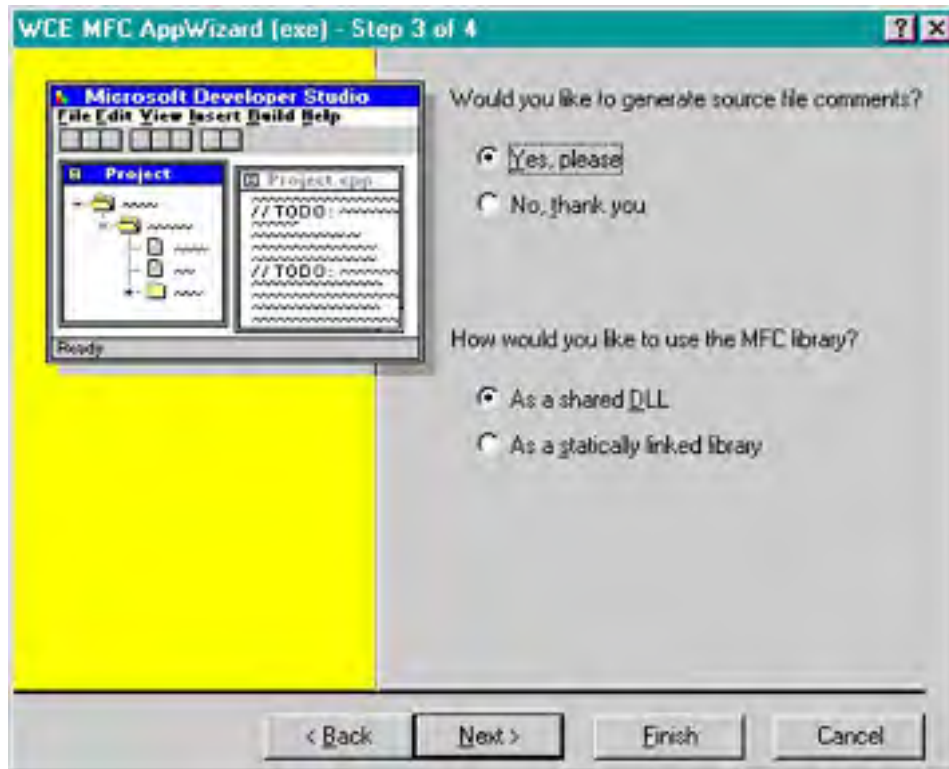 WCE MFC AppWizard (exe) - Step 3 of 4
Microsoft Developer Studio
File Edit View Insert Build Help
Project
Project.cpp
// TODO:
// TODO:
Ready
Would you like to generate source file comments?
Yes, please
No, thank you
How would you like to use the MFC library?
As a shared DLL
As a statically linked library
< Back
Next >
Finish
Cancel